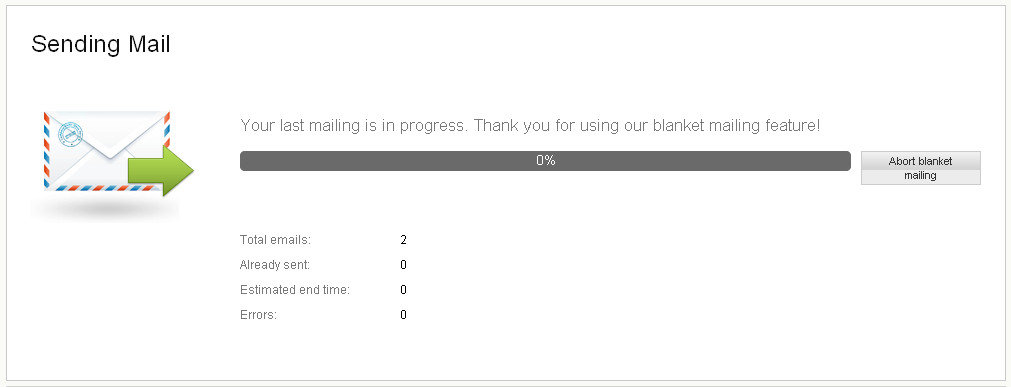 Sending Mail
Your last mailing is in progress. Thank you for using our blanket mailing feature!
0%
Abort blanket
mailing
Total emails: 2
Already sent: 0
Estimated end time: 0
Errors: 0